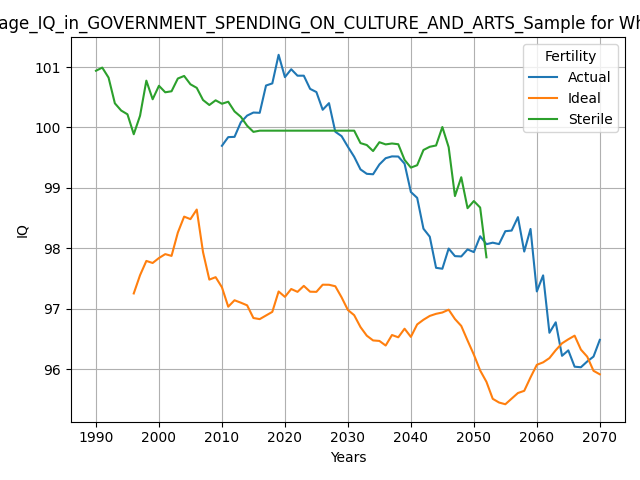 age_IQ_in_GOVERNMENT_SPENDING_ON_CULTURE_AND_ARTS_Sample for Wh
Fertility
Actual
Ideal
Sterile
IQ
101
100
99
98
97
96
1990 2000 2010 2020 2030 2040 2050 2060 2070
Years